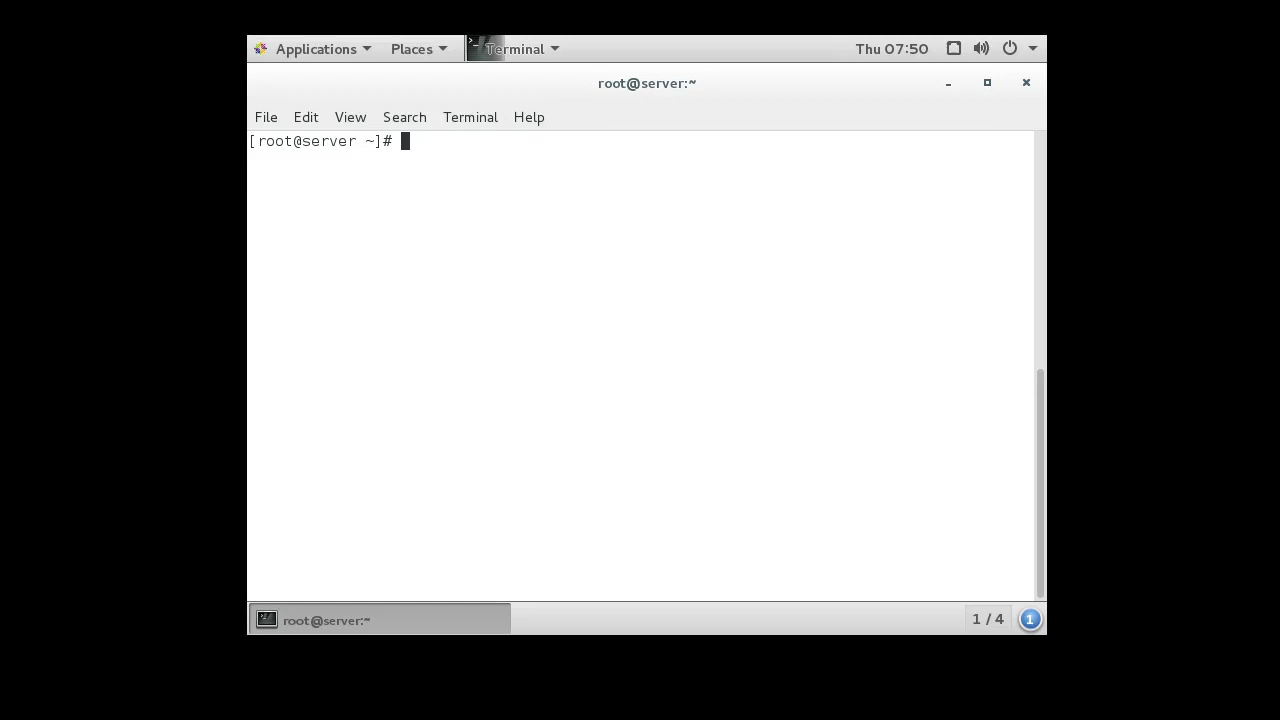 Applications Places Terminal Thu 07:50
root@server:~
File Edit View Search Terminal Help
[root@server ~]#
root@server:~ 1 / 4 1